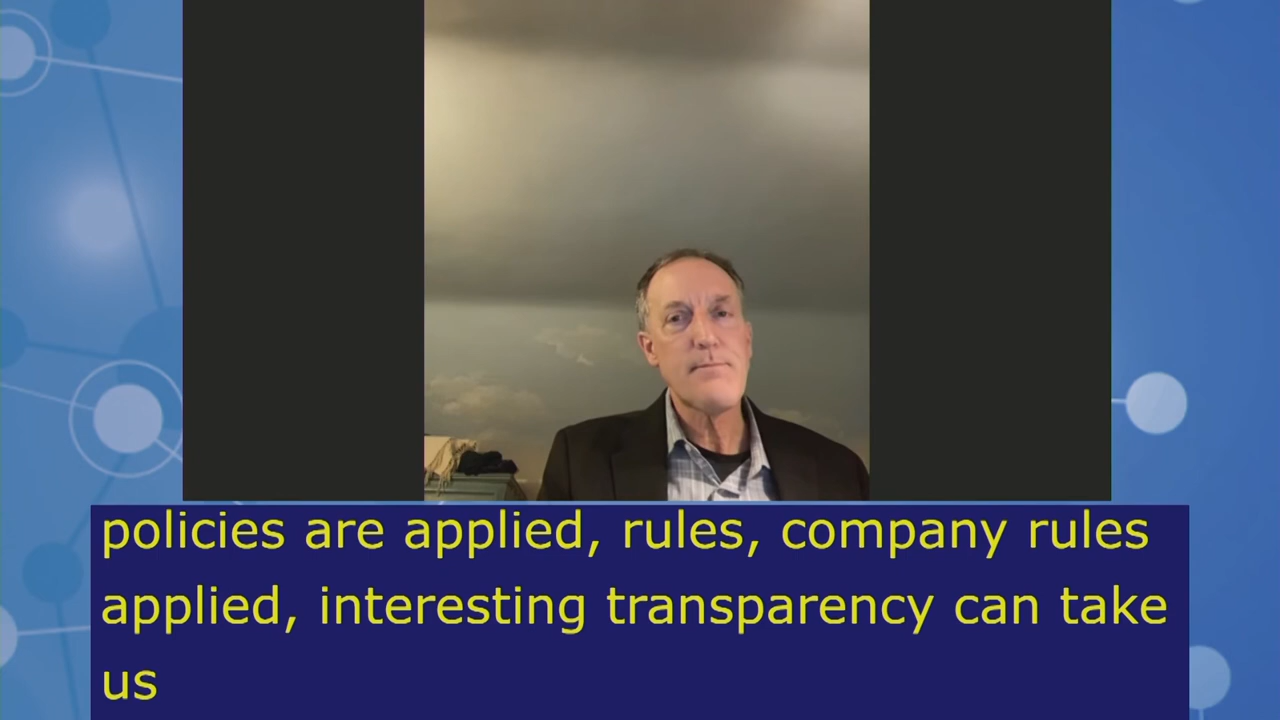 policies are applied, rules, company rules
applied, interesting transparency can take
us